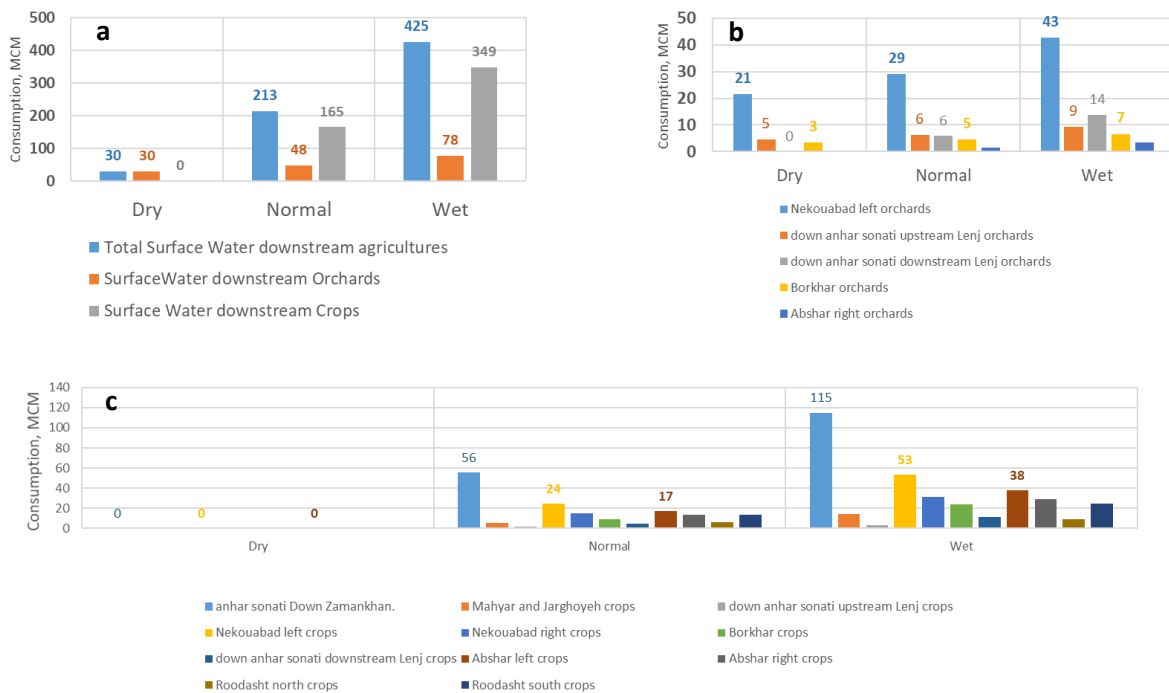 a
Consumption, MCM
500
400
300
200
100
0
30
30
0
213
48
165
425
78
349
Dry
Normal
Wet
Total Surface Water downstream agricultures
SurfaceWater downstream Orchards
Surface Water downstream Crops
b
Consumption, MCM
50
40
30
20
10
0
21
5
0
3
29
6
6
5
43
9
14
7
Dry
Normal
Wet
Nekouabad left orchards
down anhar sonati upstream Lenj orchards
down anhar sonati downstream Lenj orchards
Borkhar orchards
Abshar right orchards
c
Consumption, MCM
140
120
100
80
60
40
20
0
0
0
0
56
24
17
115
53
38
Dry
Normal
Wet
anhar sonati Down Zamankhan.
Mahyar and Jarghoyeh crops
down anhar sonati upstream Lenj crops
Nekouabad left crops
Nekouabad right crops
Borkhar crops
down anhar sonati downstream Lenj crops
Abshar left crops
Abshar right crops
Roodasht north crops
Roodasht south crops